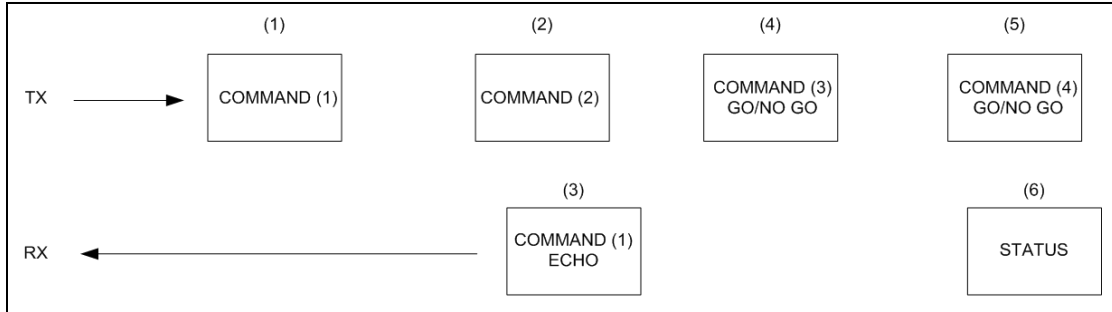 (1)
(2)
(4)
(5)
TX
COMMAND (1)
COMMAND (2)
COMMAND (3)
GO/NO GO
COMMAND (4)
GO/NO GO
(3)
(6)
RX
COMMAND (1)
ECHO
STATUS